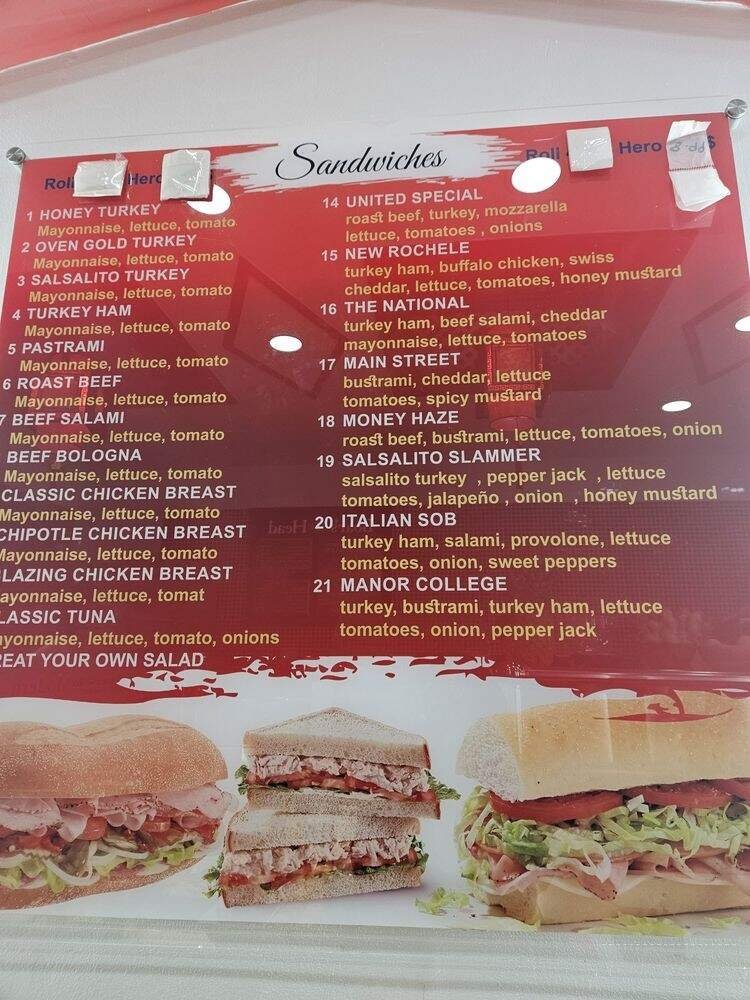 Sandwiches
Hero
1 HONEY TURKEY
Mayonnaise, lettuce, tomato
2 OVEN GOLD TURKEY
Mayonnaise, lettuce, tomato
3 SALSALITO TURKEY
Mayonnaise, lettuce, tomato
4 TURKEY HAM
Mayonnaise, lettuce, tomato
5 PASTRAMI
Mayonnaise, lettuce, tomato
6 ROAST BEEF
Mayonnaise, lettuce, tomato
7 BEEF SALAMI
Mayonnaise, lettuce, tomato
BEEF BOLOGNA
Mayonnaise, lettuce, tomato
CLASSIC CHICKEN BREAST
Mayonnaise, lettuce, tomato
CHIPOTLE CHICKEN BREAST
Mayonnaise, lettuce, tomato
LAZING CHICKEN BREAST
ayonnaise, lettuce, tomat
LASSIC TUNA
ayonnaise, lettuce, tomato, onions
REAT YOUR OWN SALAD
Roll Hero $
14 UNITED SPECIAL
roast beef, turkey, mozzarella
lettuce, tomatoes , onions
15 NEW ROCHELE
turkey ham, buffalo chicken, swiss
cheddar, lettuce, tomatoes, honey mustard
16 THE NATIONAL
turkey ham, beef salami, cheddar
mayonnaise, lettuce, tomatoes
17 MAIN STREET
bustrami, cheddar, lettuce
tomatoes, spicy mustard
18 MONEY HAZE
roast beef, bustrami, lettuce, tomatoes, onion
19 SALSALITO SLAMMER
salsalito turkey , pepper jack , lettuce
tomatoes, jalapeño , onion , honey mustard
20 ITALIAN SOB
turkey ham, salami, provolone, lettuce
tomatoes, onion, sweet peppers
21 MANOR COLLEGE
turkey, bustrami, turkey ham, lettuce
tomatoes, onion, pepper jack